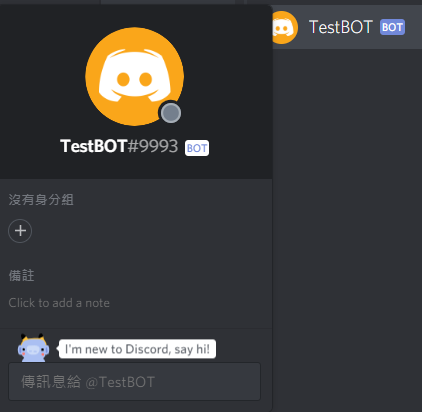 TestBOT BOT
TestBOT#9993 BOT
沒有身分組
備註
Click to add a note
I'm new to Discord, say hi!
傳訊息給 @TestBOT